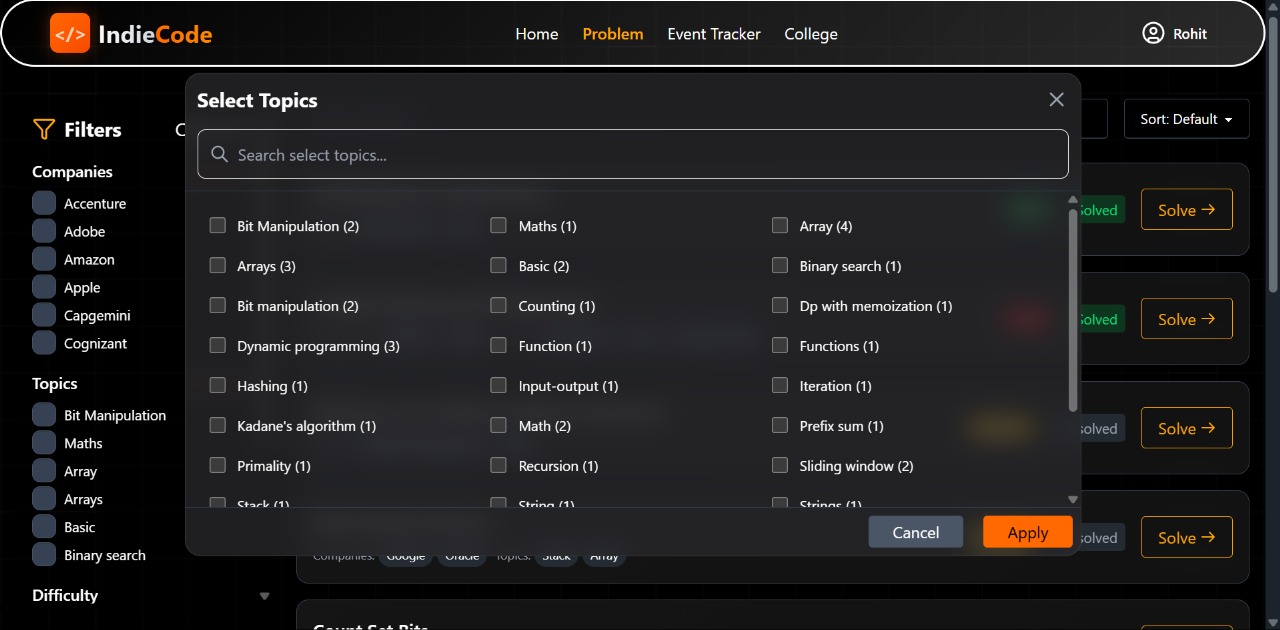 </> IndieCode
Home Problem Event Tracker College
Rohit
Select Topics
Search select topics...
Bit Manipulation (2) Maths (1) Array (4)
Arrays (3) Basic (2) Binary search (1)
Bit manipulation (2) Counting (1) Dp with memoization (1)
Dynamic programming (3) Function (1) Functions (1)
Hashing (1) Input-output (1) Iteration (1)
Kadane's algorithm (1) Math (2) Prefix sum (1)
Primality (1) Recursion (1) Sliding window (2)
Stack (1) String (1) Strings (1)
Cancel Apply
Filters
Companies
Accenture
Adobe
Amazon
Apple
Capgemini
Cognizant
Topics
Bit Manipulation
Maths
Array
Arrays
Basic
Binary search
Difficulty
Sort: Default
Solved Solve →
Solved Solve →
solved Solve →
solved Solve →
Companies: Google Oracle Topics: Stack Array
Count Set Bits